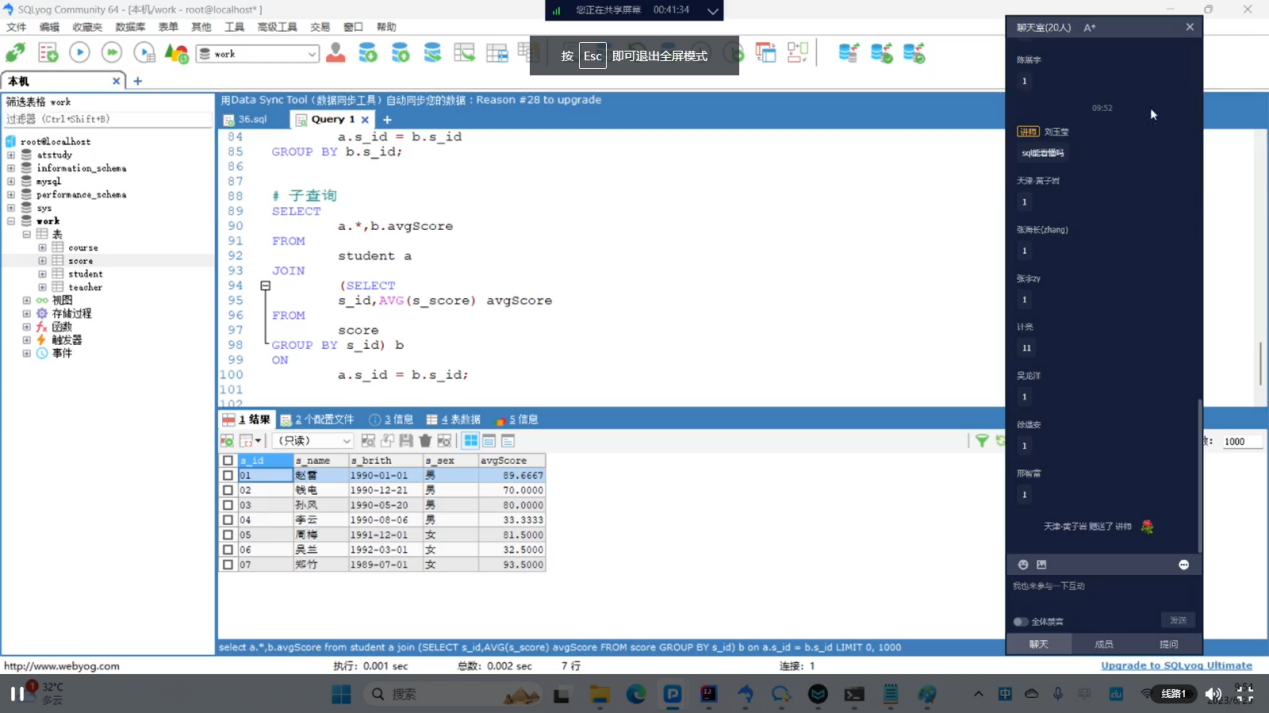 SQLyog Community 64 - [本机/work - root@localhost* ]
您正在共享屏幕 00:41:34
文件 编辑 收藏夹 数据库 表单 其他 工具 高级工具 交易 窗口 帮助
work
按 Esc 即可退出全屏模式
本机
筛选表格 work
过滤器 (Ctrl+Shift+B)
root@localhost
atstudy
information_schema
mysql
performance_schema
sys
work
表
course
score
student
teacher
视图
存储过程
函数
触发器
事件
用Data Sync Tool (数据同步工具) 自动同步您的数据：Reason #28 to upgrade
36.sql Query 1
84 a.s_id = b.s_id
85 GROUP BY b.s_id;
86
87
88 # 子查询
89 SELECT
90 a.*,b.avgScore
91 FROM
92 student a
93 JOIN
94 (SELECT
95 s_id,AVG(s_score) avgScore
96 FROM
97 score
98 GROUP BY s_id) b
99 ON
100 a.s_id = b.s_id;
101
102
1 结果 2 个配置文件 3 信息 4 表数据 5 信息
(只读)
1000
s_id s_name s_brith s_sex avgScore
01 赵雷 1990-01-01 男 89.6667
02 钱电 1990-12-21 男 70.0000
03 孙风 1990-05-20 男 80.0000
04 李云 1990-08-06 男 33.3333
05 周梅 1991-12-01 女 81.5000
06 吴兰 1992-03-01 女 32.5000
07 郑竹 1989-07-01 女 93.5000
select a.*,b.avgScore from student a join (SELECT s_id,AVG(s_score) avgScore FROM score GROUP BY s_id) b on a.s_id = b.s_id LIMIT 0, 1000
http://www.webyog.com 执行: 0.001 sec 总数: 0.002 sec 7 行 连接: 1 Upgrade to SQLyog Ultimate
聊天室(20人) A+
陈展宇
1
09:52
讲师 刘玉莹
sql能看懂吗
天津-黄子岩
1
张海长(zhang)
1
张宇zy
1
计亮
11
吴龙洋
1
1
邢智富
1
天津-黄子岩 赠送了 讲师
我也来参与一下互动
全体禁言 发送
聊天 成员 提问
1 32°C
多云
搜索
中
线路1